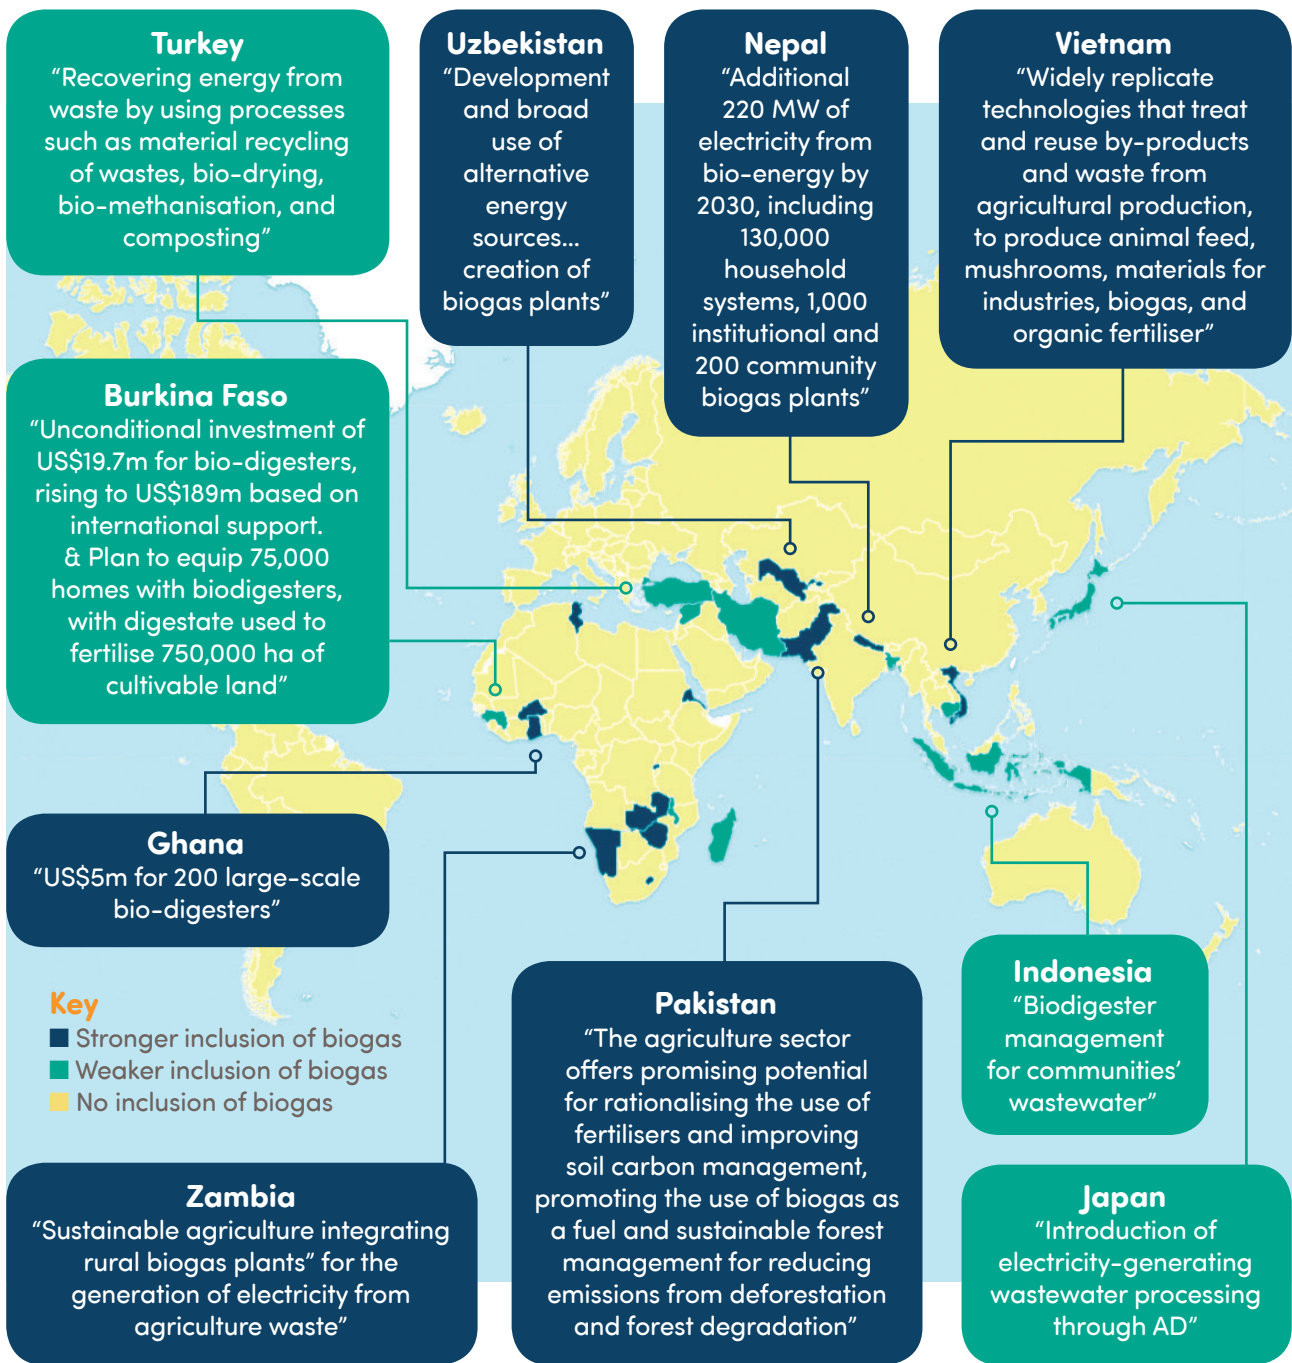 Turkey
“Recovering energy from
waste by using processes
such as material recycling
of wastes, bio-drying,
bio-methanisation, and
composting”
Uzbekistan
“Development
and broad
use of
alternative
energy
sources...
creation of
biogas plants”
Nepal
“Additional
220 MW of
electricity from
bio-energy by
2030, including
130,000
household
systems, 1,000
institutional and
200 community
biogas plants”
Vietnam
“Widely replicate
technologies that treat
and reuse by-products
and waste from
agricultural production,
to produce animal feed,
mushrooms, materials for
industries, biogas, and
organic fertiliser”
Burkina Faso
“Unconditional investment of
US$19.7m for bio-digesters,
rising to US$189m based on
international support.
& Plan to equip 75,000
homes with biodigesters,
with digestate used to
fertilise 750,000 ha of
cultivable land”
Ghana
“US$5m for 200 large-scale
bio-digesters”
Key
Stronger inclusion of biogas
Weaker inclusion of biogas
No inclusion of biogas
Zambia
“Sustainable agriculture integrating
rural biogas plants” for the
generation of electricity from
agriculture waste”
Pakistan
“The agriculture sector
offers promising potential
for rationalising the use of
fertilisers and improving
soil carbon management,
promoting the use of biogas as
a fuel and sustainable forest
management for reducing
emissions from deforestation
and forest degradation”
Indonesia
“Biodigester
management
for communities’
wastewater”
Japan
“Introduction of
electricity-generating
wastewater processing
through AD”